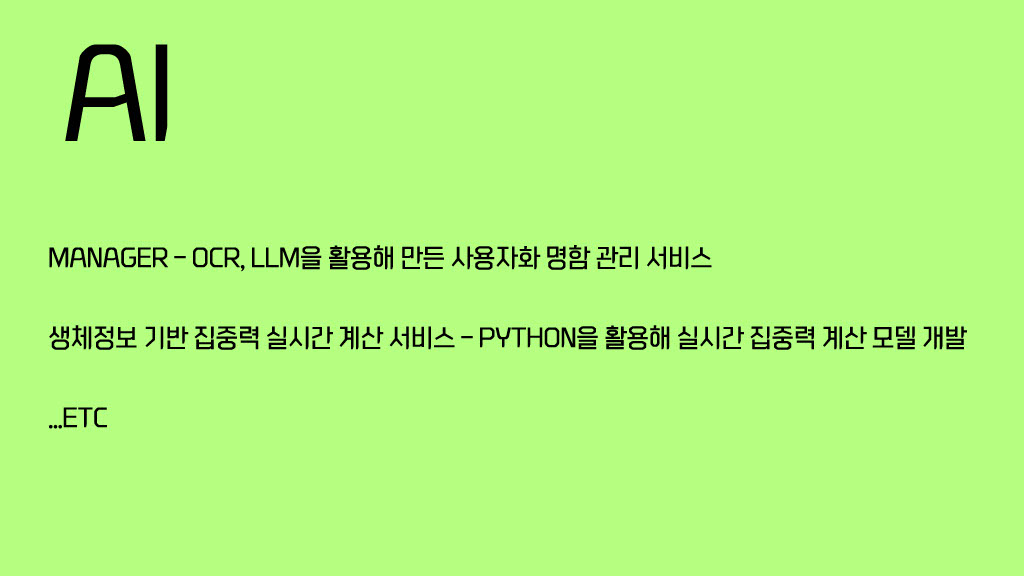 AI
MANAGER - OCR, LLM을 활용해 만든 사용자화 명함 관리 서비스
생체정보 기반 집중력 실시간 계산 서비스 - PYTHON을 활용해 실시간 집중력 계산 모델 개발
...ETC